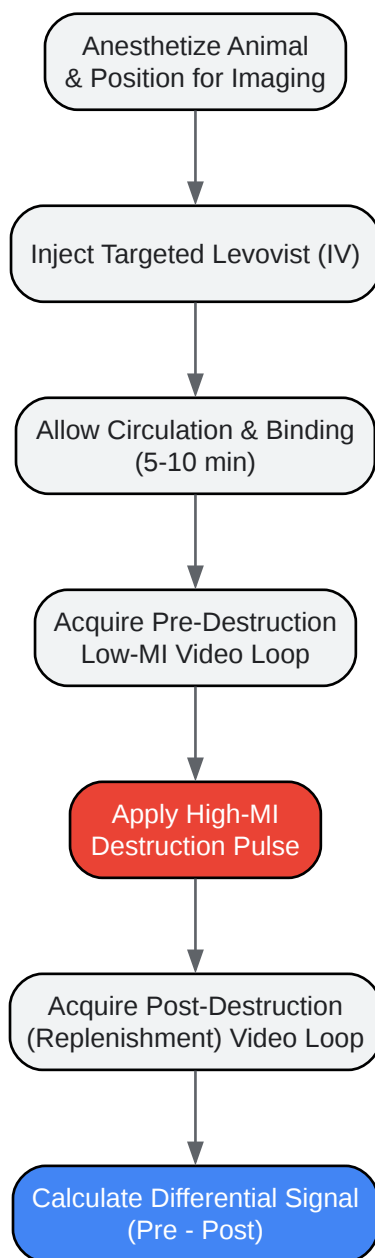 Anesthetize Animal
& Position for Imaging
Inject Targeted Levovist (IV)
Allow Circulation & Binding
(5-10 min)
Acquire Pre-Destruction
Low-MI Video Loop
Apply High-MI
Destruction Pulse
Acquire Post-Destruction
(Replenishment) Video Loop
Calculate Differential Signal
(Pre - Post)